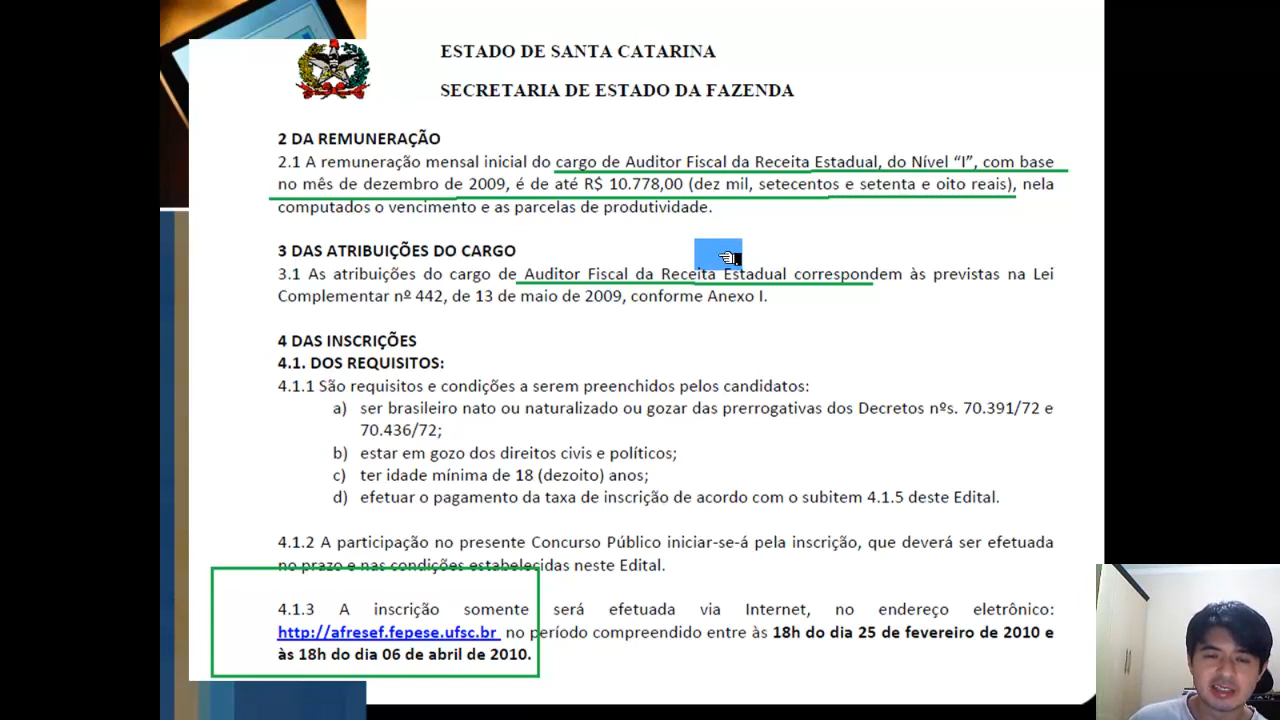 ESTADO DE SANTA CATARINA
SECRETARIA DE ESTADO DA FAZENDA
2 DA REMUNERAÇÃO
2.1 A remuneração mensal inicial do cargo de Auditor Fiscal da Receita Estadual, do Nível “I”, com base
no mês de dezembro de 2009, é de até R$ 10.778,00 (dez mil, setecentos e setenta e oito reais), nela
computados o vencimento e as parcelas de produtividade.
3 DAS ATRIBUIÇÕES DO CARGO
3.1 As atribuições do cargo de Auditor Fiscal da Receita Estadual correspondem às previstas na Lei
Complementar nº 442, de 13 de maio de 2009, conforme Anexo I.
4 DAS INSCRIÇÕES
4.1. DOS REQUISITOS:
4.1.1 São requisitos e condições a serem preenchidos pelos candidatos:
a) ser brasileiro nato ou naturalizado ou gozar das prerrogativas dos Decretos nºs. 70.391/72 e
70.436/72;
b) estar em gozo dos direitos civis e políticos;
c) ter idade mínima de 18 (dezoito) anos;
d) efetuar o pagamento da taxa de inscrição de acordo com o subitem 4.1.5 deste Edital.
4.1.2 A participação no presente Concurso Público iniciar-se-á pela inscrição, que deverá ser efetuada
no prazo e nas condições estabelecidas neste Edital.
4.1.3 A inscrição somente será efetuada via Internet, no endereço eletrônico:
http://afresef.fepese.ufsc.br no período compreendido entre às 18h do dia 25 de fevereiro de 2010 e
às 18h do dia 06 de abril de 2010.